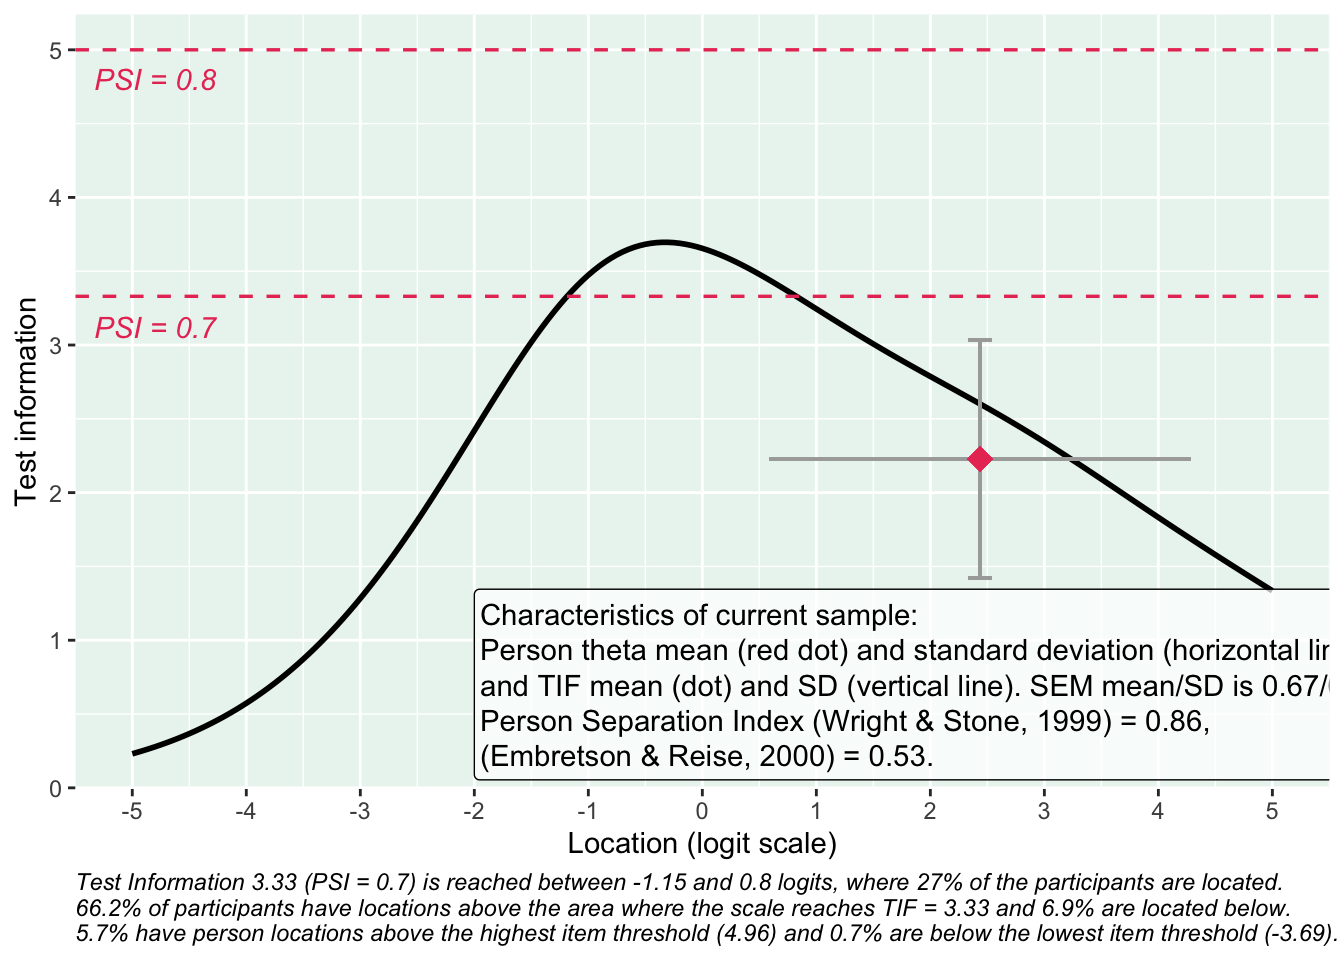 5
PSI = 0.8
4
PSI = 0.7
3
2
1
0
Test information
Characteristics of current sample:
Person theta mean (red dot) and standard deviation (horizontal
and TIF mean (dot) and SD (vertical line). SEM mean/SD is
Person Separation Index (Wright & Stone, 1999) = 0.86,
(Embretson & Reise, 2000) = 0.53.
-5 -4 -3 -2 -1 0 1 2 3 4 5
Location (logit scale)
Test Information 3.33 (PSI = 0.7) is reached between -1.15 and 0.8 logits, where 27% of the participants are located.
66.2% of participants have locations above the area where the scale reaches TIF = 3.33 and 6.9% are located below.
5.7% have person locations above the highest item threshold (4.96) and 0.7% are below the lowest item threshold (-3.69).